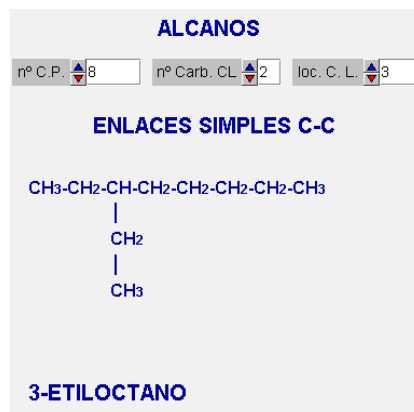 ALCANOS
nº C.P. 8 nº Carb. CL 2 loc. C. L. 3
ENLACES SIMPLES C-C
CH3-CH2-CH-CH2-CH2-CH2-CH2-CH3
|
CH2
|
CH3
3-ETILOCTANO